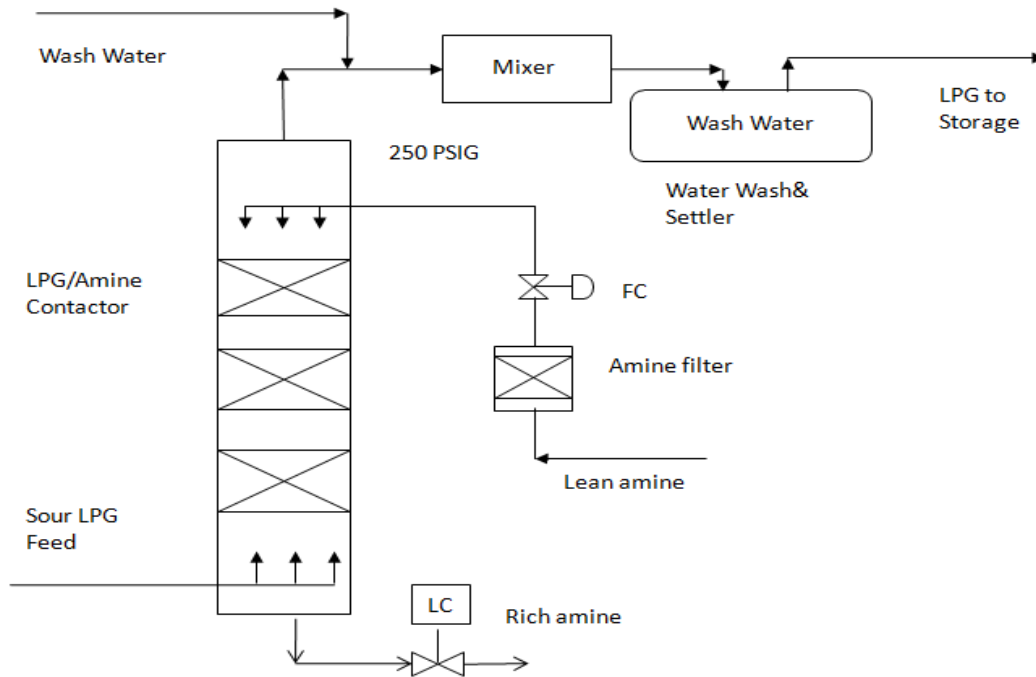 Wash Water
Mixer
Wash Water
LPG to
Storage
250 PSIG
Water Wash&
Settler
LPG/Amine
Contactor
FC
Amine filter
Lean amine
Sour LPG
Feed
LC
Rich amine